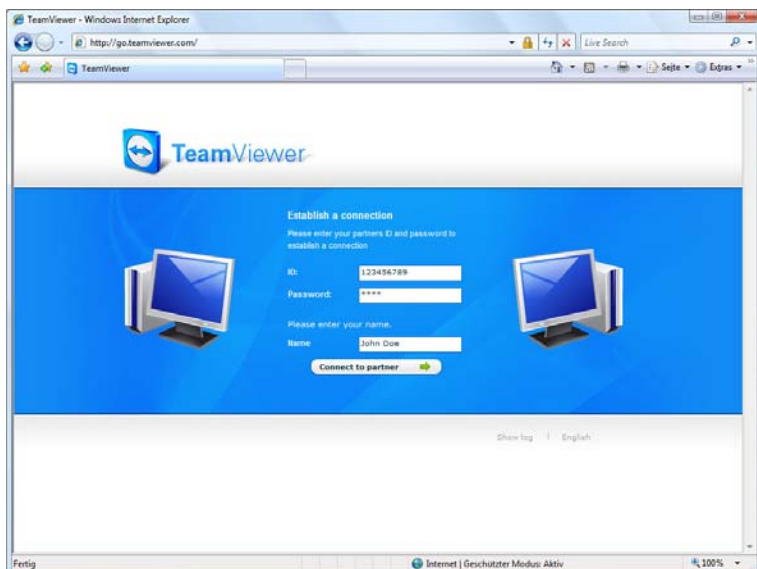 TeamViewer - Windows Internet Explorer
http://go.teamviewer.com/ Live Search
TeamViewer Seite Extras
TeamViewer
Establish a connection
Please enter your partners ID and password to
establish a connection
ID: 123456789
Password: ****
Please enter your name.
Name John Doe
Connect to partner
Show log | English
Fertig Internet | Geschützter Modus: Aktiv 100%